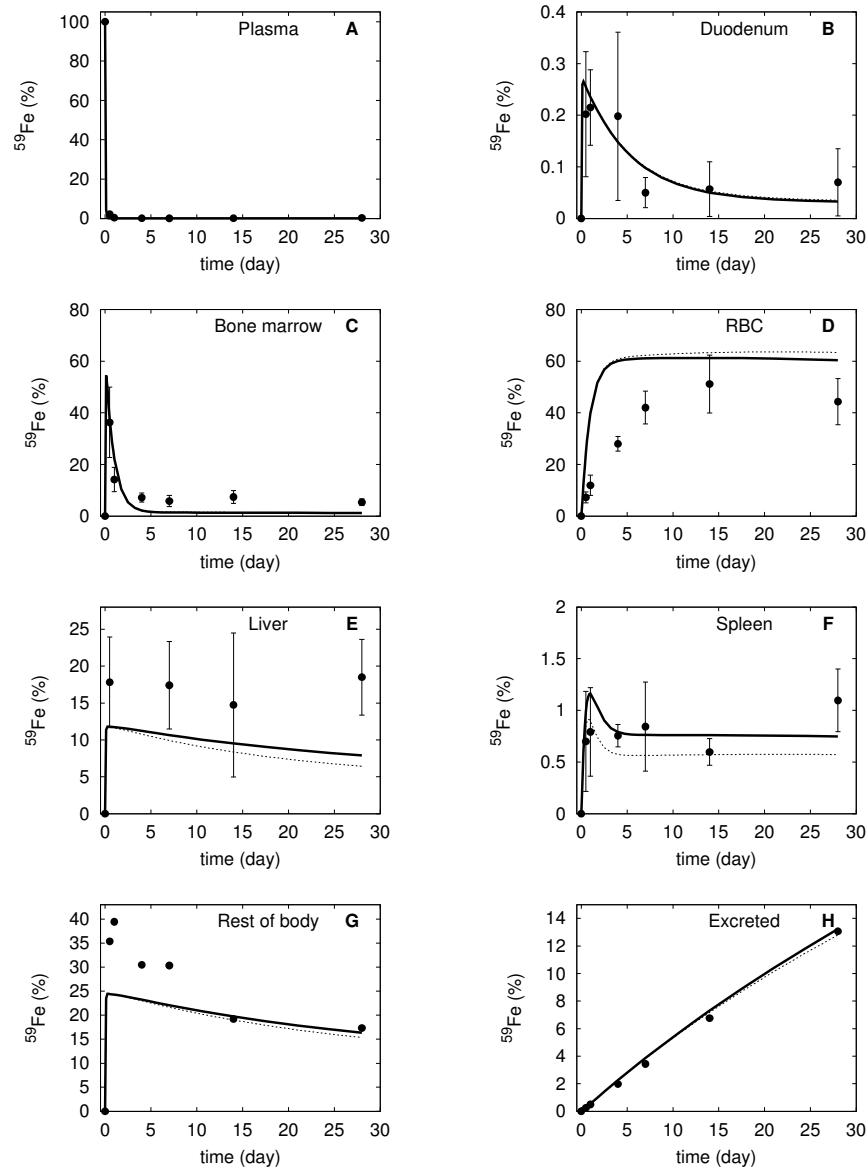 Plasma A
⁵⁹Fe (%)
100
80
60
40
20
0
0 5 10 15 20 25 30
time (day)
Duodenum B
⁵⁹Fe (%)
0.4
0.3
0.2
0.1
0
0 5 10 15 20 25 30
time (day)
Bone marrow C
⁵⁹Fe (%)
80
60
40
20
0
0 5 10 15 20 25 30
time (day)
RBC D
⁵⁹Fe (%)
80
60
40
20
0
0 5 10 15 20 25 30
time (day)
Liver E
⁵⁹Fe (%)
25
20
15
10
5
0
0 5 10 15 20 25 30
time (day)
Spleen F
⁵⁹Fe (%)
2
1.5
1
0.5
0
0 5 10 15 20 25 30
time (day)
Rest of body G
⁵⁹Fe (%)
40
35
30
25
20
15
10
5
0
0 5 10 15 20 25 30
time (day)
Excreted H
⁵⁹Fe (%)
14
12
10
8
6
4
2
0
0 5 10 15 20 25 30
time (day)